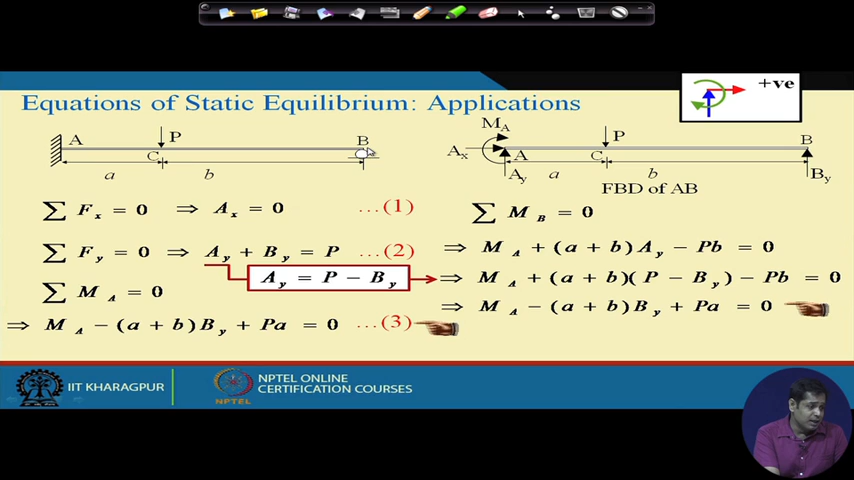 +ve
Equations of Static Equilibrium: Applications
A P B
C
a b
M_A
A_x A P B
A_y C B_y
a b
FBD of AB
∑ F_x = 0 ⇒ A_x = 0 ...(1)
∑ F_y = 0 ⇒ A_y + B_y = P ...(2)
A_y = P − B_y
∑ M_A = 0
⇒ M_A − (a + b)B_y + Pa = 0 ...(3)
∑ M_B = 0
⇒ M_A + (a + b)A_y − Pb = 0
⇒ M_A + (a + b)(P − B_y) − Pb = 0
⇒ M_A − (a + b)B_y + Pa = 0
IIT KHARAGPUR
NPTEL
NPTEL ONLINE
CERTIFICATION COURSES